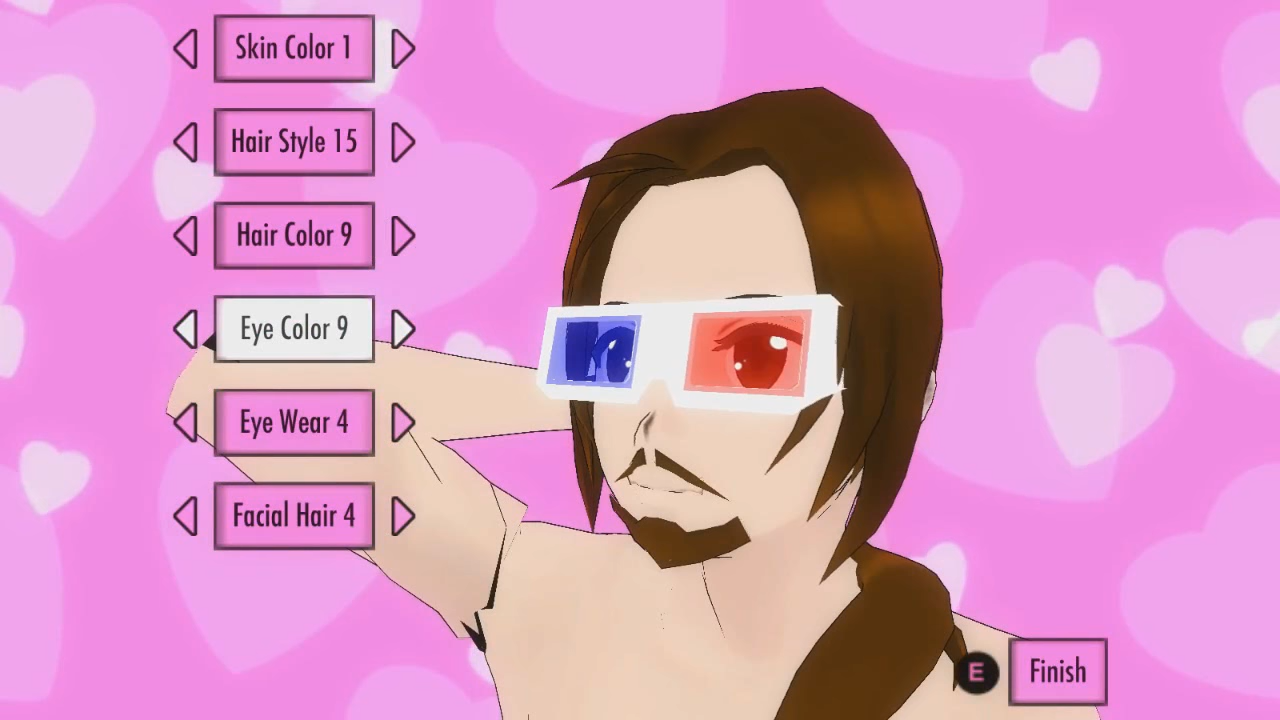 Skin Color 1
Hair Style 15
Hair Color 9
Eye Color 9
Eye Wear 4
Facial Hair 4
E Finish